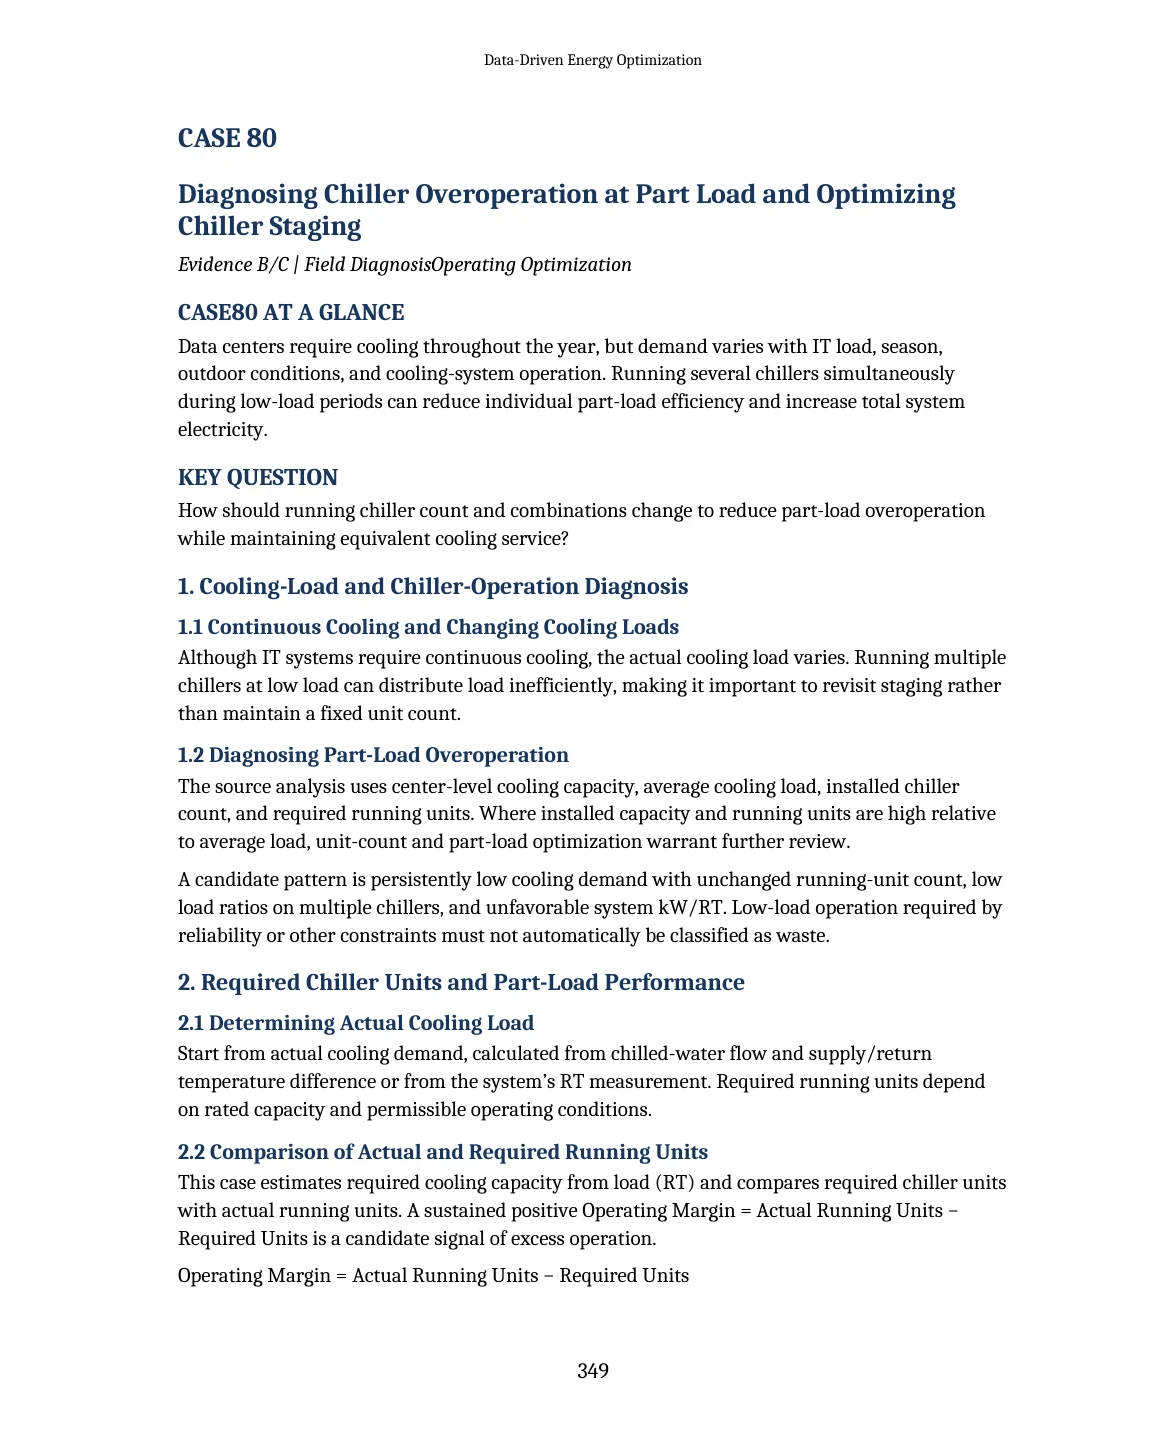 Data-Driven Energy Optimization
CASE 80
Diagnosing Chiller Overoperation at Part Load and Optimizing
Chiller Staging
Evidence B/C | Field DiagnosisOperating Optimization
CASE80 AT A GLANCE
Data centers require cooling throughout the year, but demand varies with IT load, season,
outdoor conditions, and cooling-system operation. Running several chillers simultaneously
during low-load periods can reduce individual part-load efficiency and increase total system
electricity.
KEY QUESTION
How should running chiller count and combinations change to reduce part-load overoperation
while maintaining equivalent cooling service?
1. Cooling-Load and Chiller-Operation Diagnosis
1.1 Continuous Cooling and Changing Cooling Loads
Although IT systems require continuous cooling, the actual cooling load varies. Running multiple
chillers at low load can distribute load inefficiently, making it important to revisit staging rather
than maintain a fixed unit count.
1.2 Diagnosing Part-Load Overoperation
The source analysis uses center-level cooling capacity, average cooling load, installed chiller
count, and required running units. Where installed capacity and running units are high relative
to average load, unit-count and part-load optimization warrant further review.
A candidate pattern is persistently low cooling demand with unchanged running-unit count, low
load ratios on multiple chillers, and unfavorable system kW/RT. Low-load operation required by
reliability or other constraints must not automatically be classified as waste.
2. Required Chiller Units and Part-Load Performance
2.1 Determining Actual Cooling Load
Start from actual cooling demand, calculated from chilled-water flow and supply/return
temperature difference or from the system’s RT measurement. Required running units depend
on rated capacity and permissible operating conditions.
2.2 Comparison of Actual and Required Running Units
This case estimates required cooling capacity from load (RT) and compares required chiller units
with actual running units. A sustained positive Operating Margin = Actual Running Units −
Required Units is a candidate signal of excess operation.
Operating Margin = Actual Running Units − Required Units
349